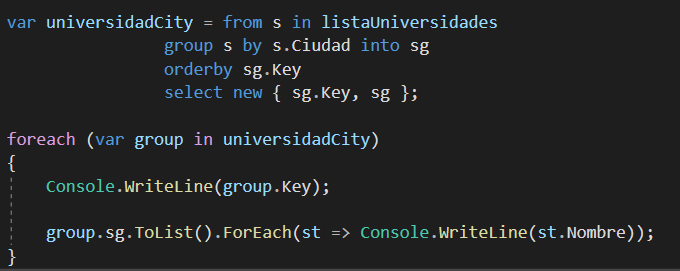 var universidadCity = from s in listaUniversidades
group s by s.Ciudad into sg
orderby sg.Key
select new { sg.Key, sg };
foreach (var group in universidadCity)
{
Console.WriteLine(group.Key);
group.sg.ToList().ForEach(st => Console.WriteLine(st.Nombre));
}